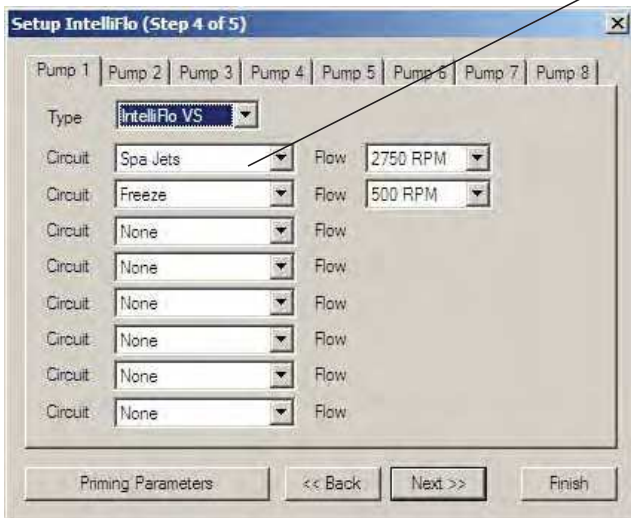 Setup IntelliFlo (Step 4 of 5)
Pump 1 Pump 2 Pump 3 Pump 4 Pump 5 Pump 6 Pump 7 Pump 8
Type IntelliFlo VS
Circuit Spa Jets Flow 2750 RPM
Circuit Freeze Flow 500 RPM
Circuit None Flow
Circuit None Flow
Circuit None Flow
Circuit None Flow
Circuit None Flow
Circuit None Flow
Priming Parameters << Back Next >> Finish